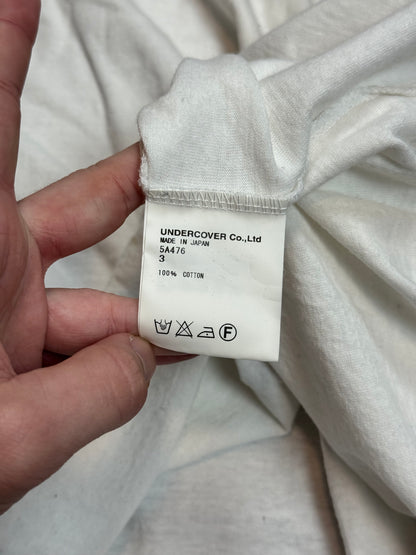 UNDERCOVER Co.,Ltd
MADE IN JAPAN
5A476
3
100% COTTON
F